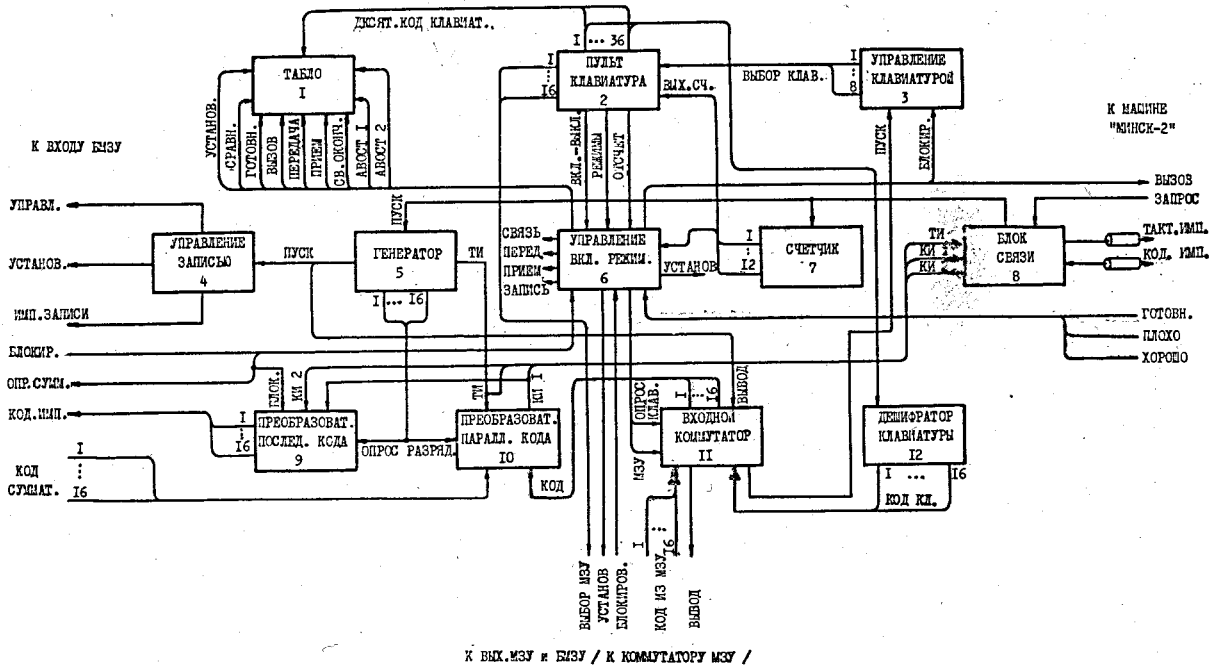 ДКСЯТ.КОД КЛАВИАТ.
I ... 36
ТАБЛО
I
I
⋮
I6
ПУЛЬТ
КЛАВИАТУРА
2
ВЫХ.СЧ.
ВЫБОР КЛАВ.
I
⋮
8
УПРАВЛЕНИЕ
КЛАВИАТУРОЙ
3
К МАШИНЕ
"МИНСК-2"
К ВХОДУ БМЗУ
УСТАНОВ.
СРАВН.
ГОТОВН.
ВЫЗОВ
ПЕРЕДАЧА
ПРИЕМ
СВ.ОКОНЧ.
АВОСТ I
АВОСТ 2
ВКЛ.-ВЫКЛ.
РЕЖИМЫ
ОТСЧЕТ
ПУСК
БЛОКИР.
ВЫЗОВ
ЗАПРОС
УПРАВЛ.
УСТАНОВ.
ИМП.ЗАПИСИ
УПРАВЛЕНИЕ
ЗАПИСЬЮ
4
ПУСК
ПУСК
ГЕНЕРАТОР
5
I ... I6
ТИ
СВЯЗЬ
ПЕРЕД.
ПРИЕМ
ЗАПИСЬ
УПРАВЛЕНИЕ
ВКЛ. РЕЖИМ.
6
УСТАНОВ
I
⋮
I2
СЧЕТЧИК
7
ТИ
КИ
КИ
БЛОК
СВЯЗИ
8
ТАКТ.ИМП.
КОД. ИМП.
ГОТОВН.
ПЛОХО
ХОРОШО
БЛОКИР.
ОПР.СУММ.
КОД.ИМП.
I
⋮
I6
КОД
СУММАТ.
I
⋮
I6
БЛОК.
КИ 2
ПРЕОБРАЗОВАТ.
ПОСЛЕД. КОДА
9
ОПРОС РАЗРЯД.
ТИ
КИ I
ПРЕОБРАЗОВАТ.
ПАРАЛЛ. КОДА
IO
КОД
ОПРОС
КЛАВ.
МЗУ
I ... I6
ВЫВОД
ВХОДНОЙ
КОММУТАТОР
II
ДЕШИФРАТОР
КЛАВИАТУРЫ
I2
I ... I6
КОД КЛ.
I ... I6
ВЫБОР МЗУ
УСТАНОВ
БЛОКИРОВ.
КОД ИЗ МЗУ
ВЫВОД
К ВЫХ.МЗУ и БМЗУ / К КОММУТАТОРУ МЗУ /